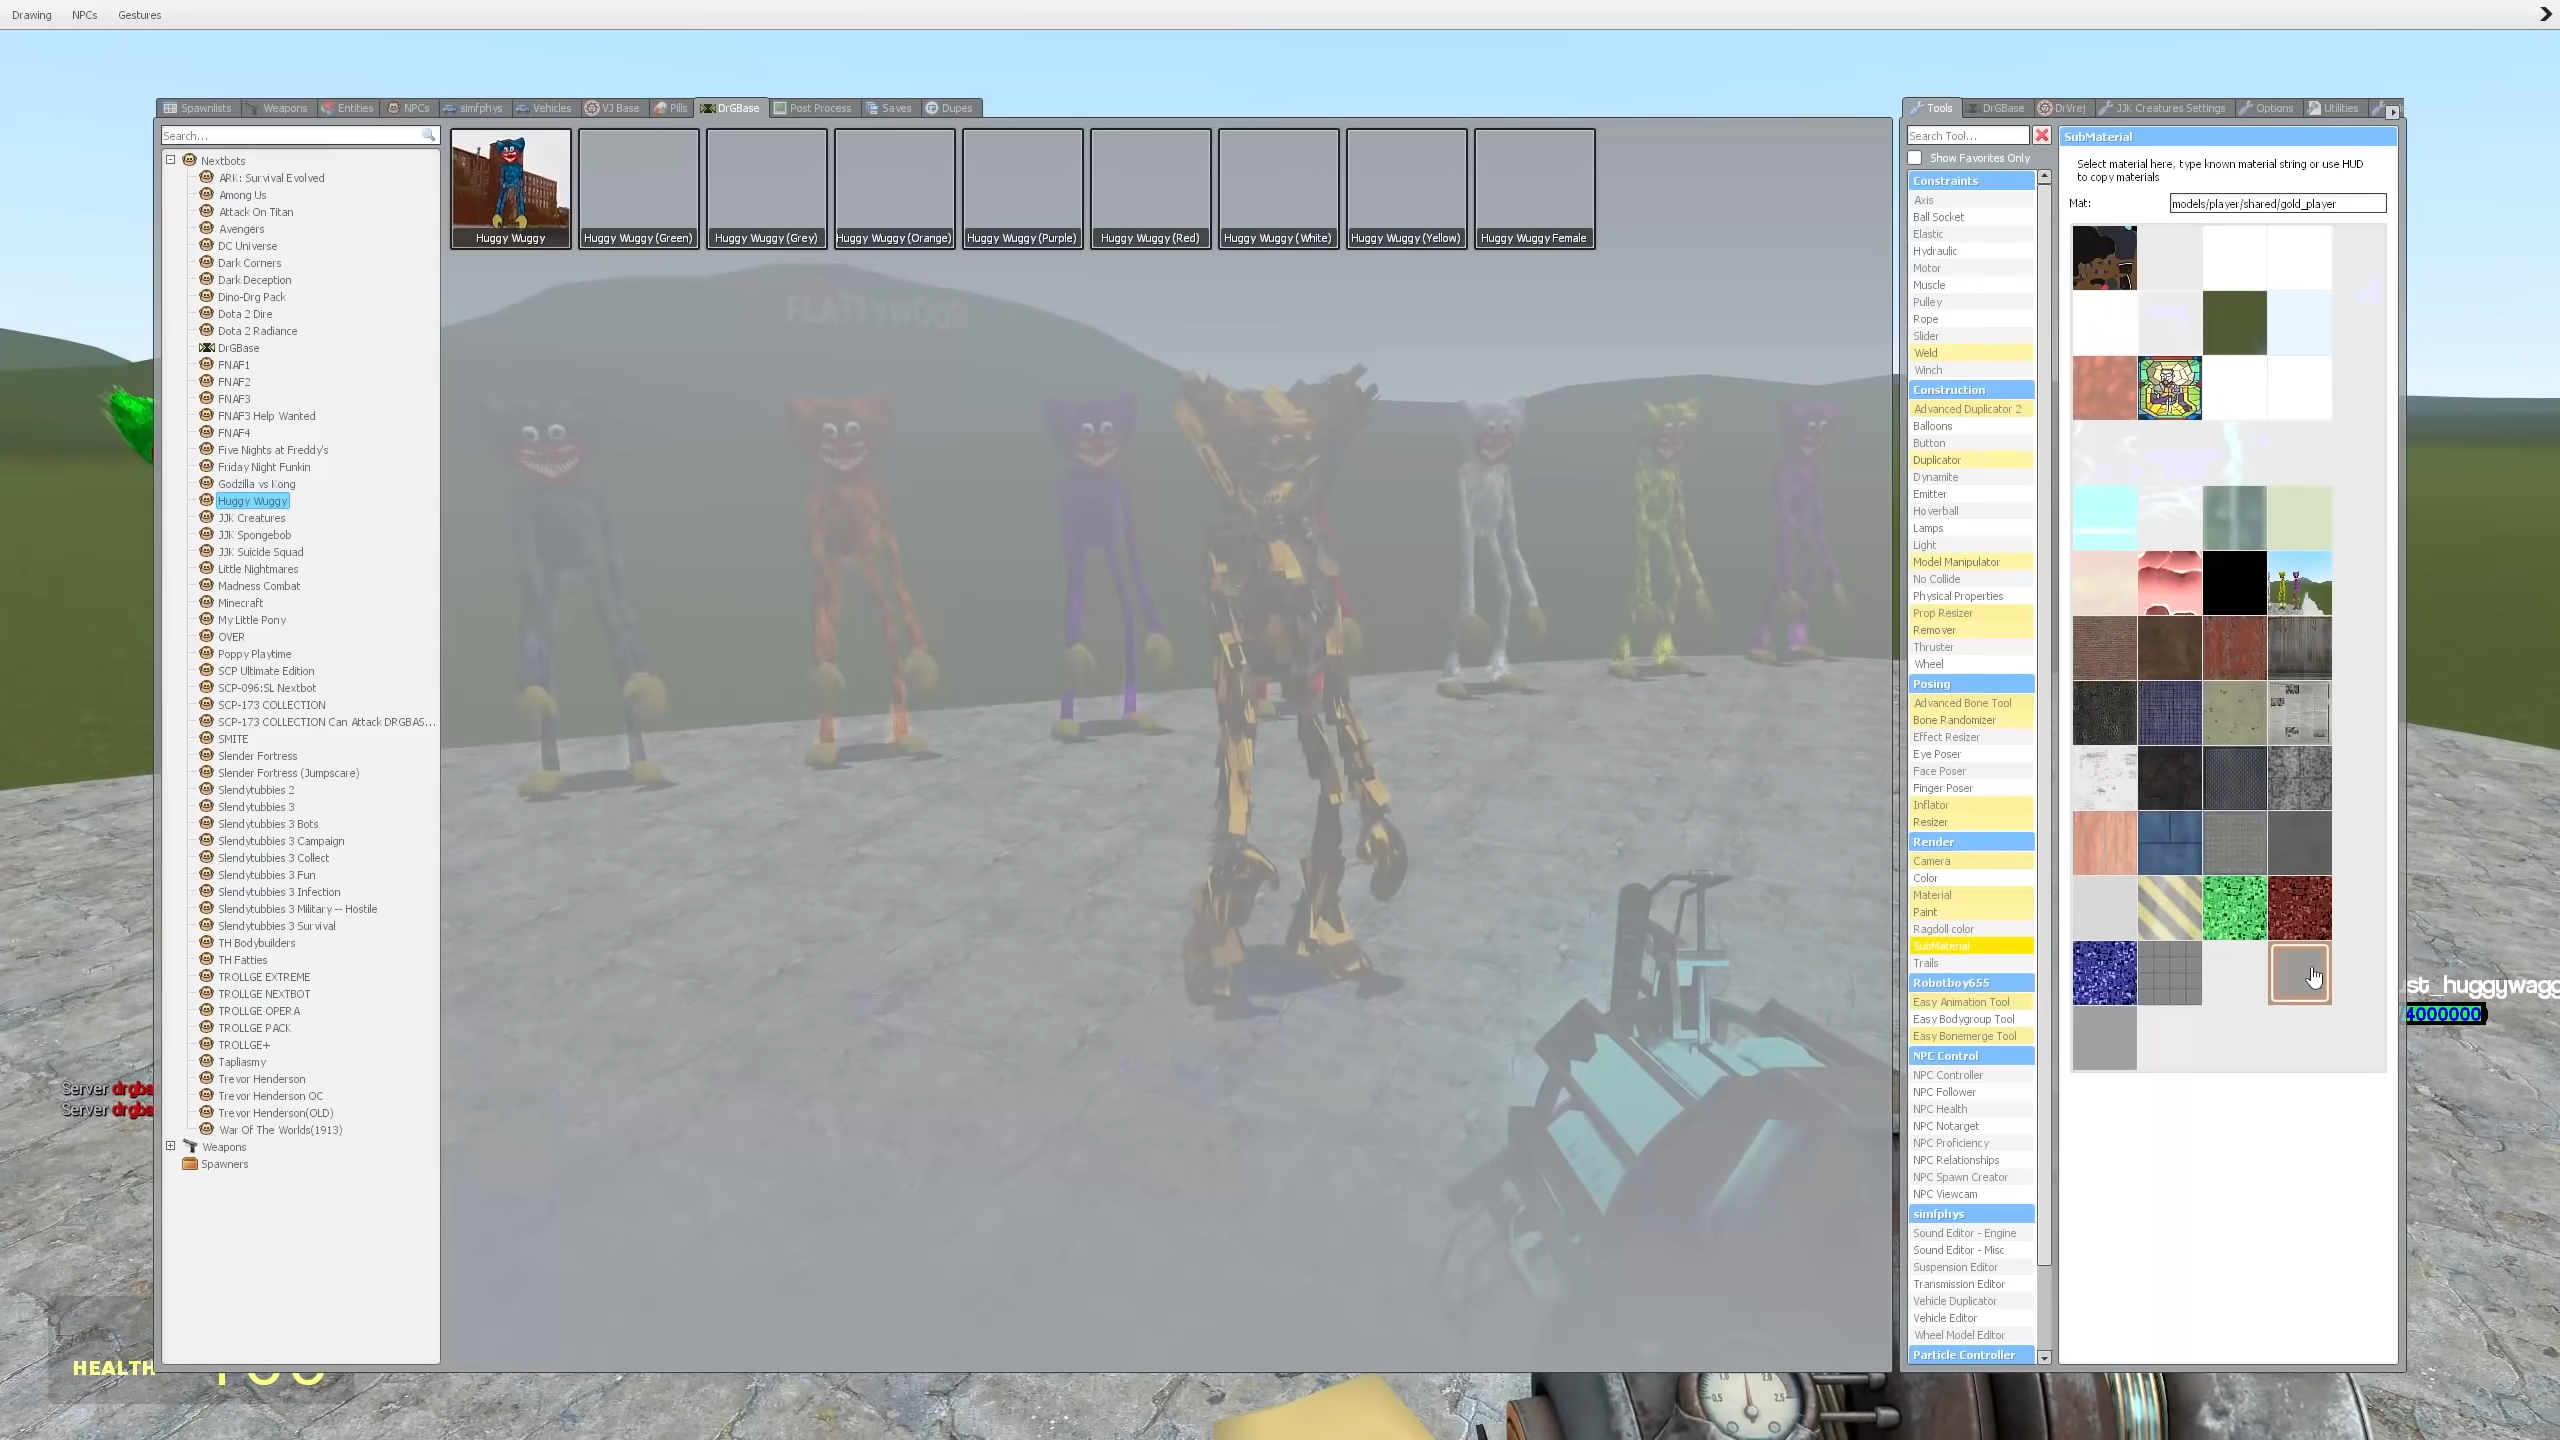 Drawing NPCs Gestures
Spawnlists Weapons Entities NPCs simfphys Vehicles VJ Base Pills DrGBase Post Process Saves Dupes
Search...
Nextbots
ARK: Survival Evolved
Among Us
Attack On Titan
Avengers
DC Universe
Dark Corners
Dark Deception
Dino-Drg Pack
Dota 2 Dire
Dota 2 Radiance
DrGBase
FNAF1
FNAF2
FNAF3
FNAF3 Help Wanted
FNAF4
Five Nights at Freddy's
Friday Night Funkin
Godzilla vs Kong
Huggy Wuggy
JJK Creatures
JJK Spongebob
JJK Suicide Squad
Little Nightmares
Madness Combat
Minecraft
My Little Pony
OVER
Poppy Playtime
SCP Ultimate Edition
SCP-096:SL Nextbot
SCP-173 COLLECTION
SCP-173 COLLECTION Can Attack DRGBAS...
SMITE
Slender Fortress
Slender Fortress (Jumpscare)
Slendytubbies 2
Slendytubbies 3
Slendytubbies 3 Bots
Slendytubbies 3 Campaign
Slendytubbies 3 Collect
Slendytubbies 3 Fun
Slendytubbies 3 Infection
Slendytubbies 3 Military -- Hostile
Slendytubbies 3 Survival
TH Bodybuilders
TH Fatties
TROLLGE EXTREME
TROLLGE NEXTBOT
TROLLGE OPERA
TROLLGE PACK
TROLLGE+
Tapliasmy
Trevor Henderson
Trevor Henderson OC
Trevor Henderson(OLD)
War Of The Worlds(1913)
Weapons
Spawners
Huggy Wuggy
Huggy Wuggy (Green)
Huggy Wuggy (Grey)
Huggy Wuggy (Orange)
Huggy Wuggy (Purple)
Huggy Wuggy (Red)
Huggy Wuggy (White)
Huggy Wuggy (Yellow)
Huggy Wuggy Female
FLATTYWOOD
Server drgba
Server drgba
HEALTH 100
Tools DrGBase DrVrej JJK Creatures Settings Options Utilities
Search Tool...
Show Favorites Only
Constraints
Axis
Ball Socket
Elastic
Hydraulic
Motor
Muscle
Pulley
Rope
Slider
Weld
Winch
Construction
Advanced Duplicator 2
Balloons
Button
Duplicator
Dynamite
Emitter
Hoverball
Lamps
Light
Model Manipulator
No Collide
Physical Properties
Prop Resizer
Remover
Thruster
Wheel
Posing
Advanced Bone Tool
Bone Randomizer
Effect Resizer
Eye Poser
Face Poser
Finger Poser
Inflator
Resizer
Render
Camera
Color
Material
Paint
Ragdoll color
SubMaterial
Trails
Robotboy655
Easy Animation Tool
Easy Bodygroup Tool
Easy Bonemerge Tool
NPC Control
NPC Controller
NPC Follower
NPC Health
NPC Notarget
NPC Proficiency
NPC Relationships
NPC Spawn Creator
NPC Viewcam
simfphys
Sound Editor - Engine
Sound Editor - Misc
Suspension Editor
Transmission Editor
Vehicle Duplicator
Vehicle Editor
Wheel Model Editor
Particle Controller
SubMaterial
Select material here, type known material string or use HUD
to copy materials
Mat: models/player/shared/gold_player
st_huggywagg
4000000